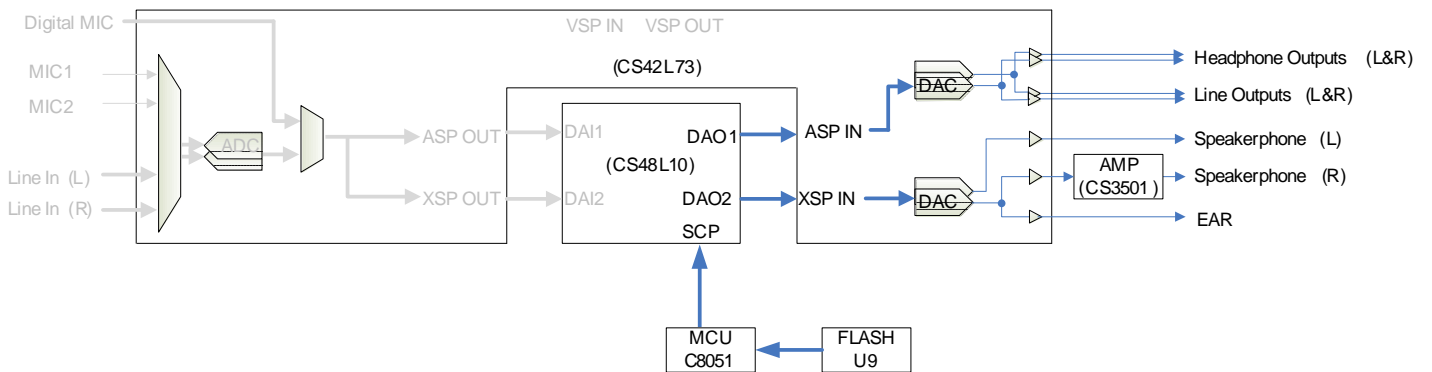 Digital MIC
VSP IN VSP OUT
(CS42L73)
MIC1
MIC2
ADC
Line In (L)
Line In (R)
ASP OUT
XSP OUT
DAI1
DAI2
DAO1
(CS48L10)
DAO2
SCP
ASP IN
XSP IN
DAC
DAC
Headphone Outputs (L&R)
Line Outputs (L&R)
Speakerphone (L)
AMP
(CS3501)
Speakerphone (R)
EAR
MCU
C8051
FLASH
U9